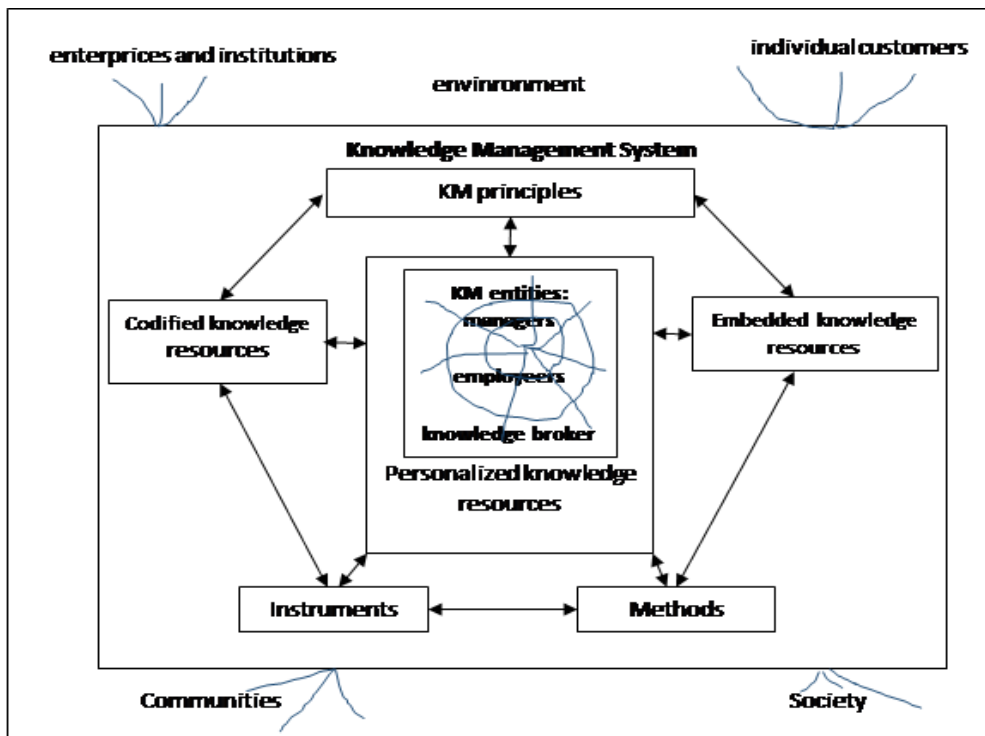 enterprices and institutions
individual customers
envinronment
Knowledge Management System
KM principles
KM entities:
managers
employeers
knowledge broker
Personalized knowledge
resources
Codified knowledge
resources
Embedded knowledge
resources
Instruments
Methods
Communities
Society